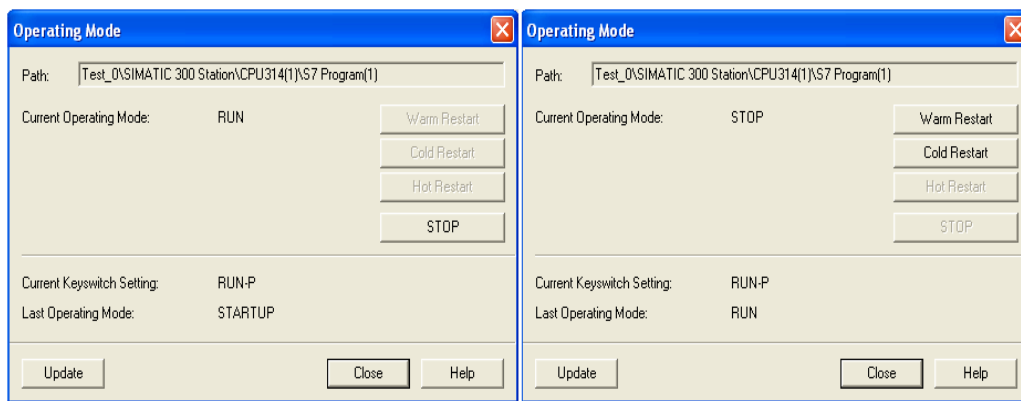 Operating Mode
Path: Test_0\SIMATIC 300 Station\CPU314(1)\S7 Program(1)
Current Operating Mode: RUN
Warm Restart
Cold Restart
Hot Restart
STOP
Current Keyswitch Setting: RUN-P
Last Operating Mode: STARTUP
Update Close Help
Operating Mode
Path: Test_0\SIMATIC 300 Station\CPU314(1)\S7 Program(1)
Current Operating Mode: STOP
Warm Restart
Cold Restart
Hot Restart
STOP
Current Keyswitch Setting: RUN-P
Last Operating Mode: RUN
Update Close Help